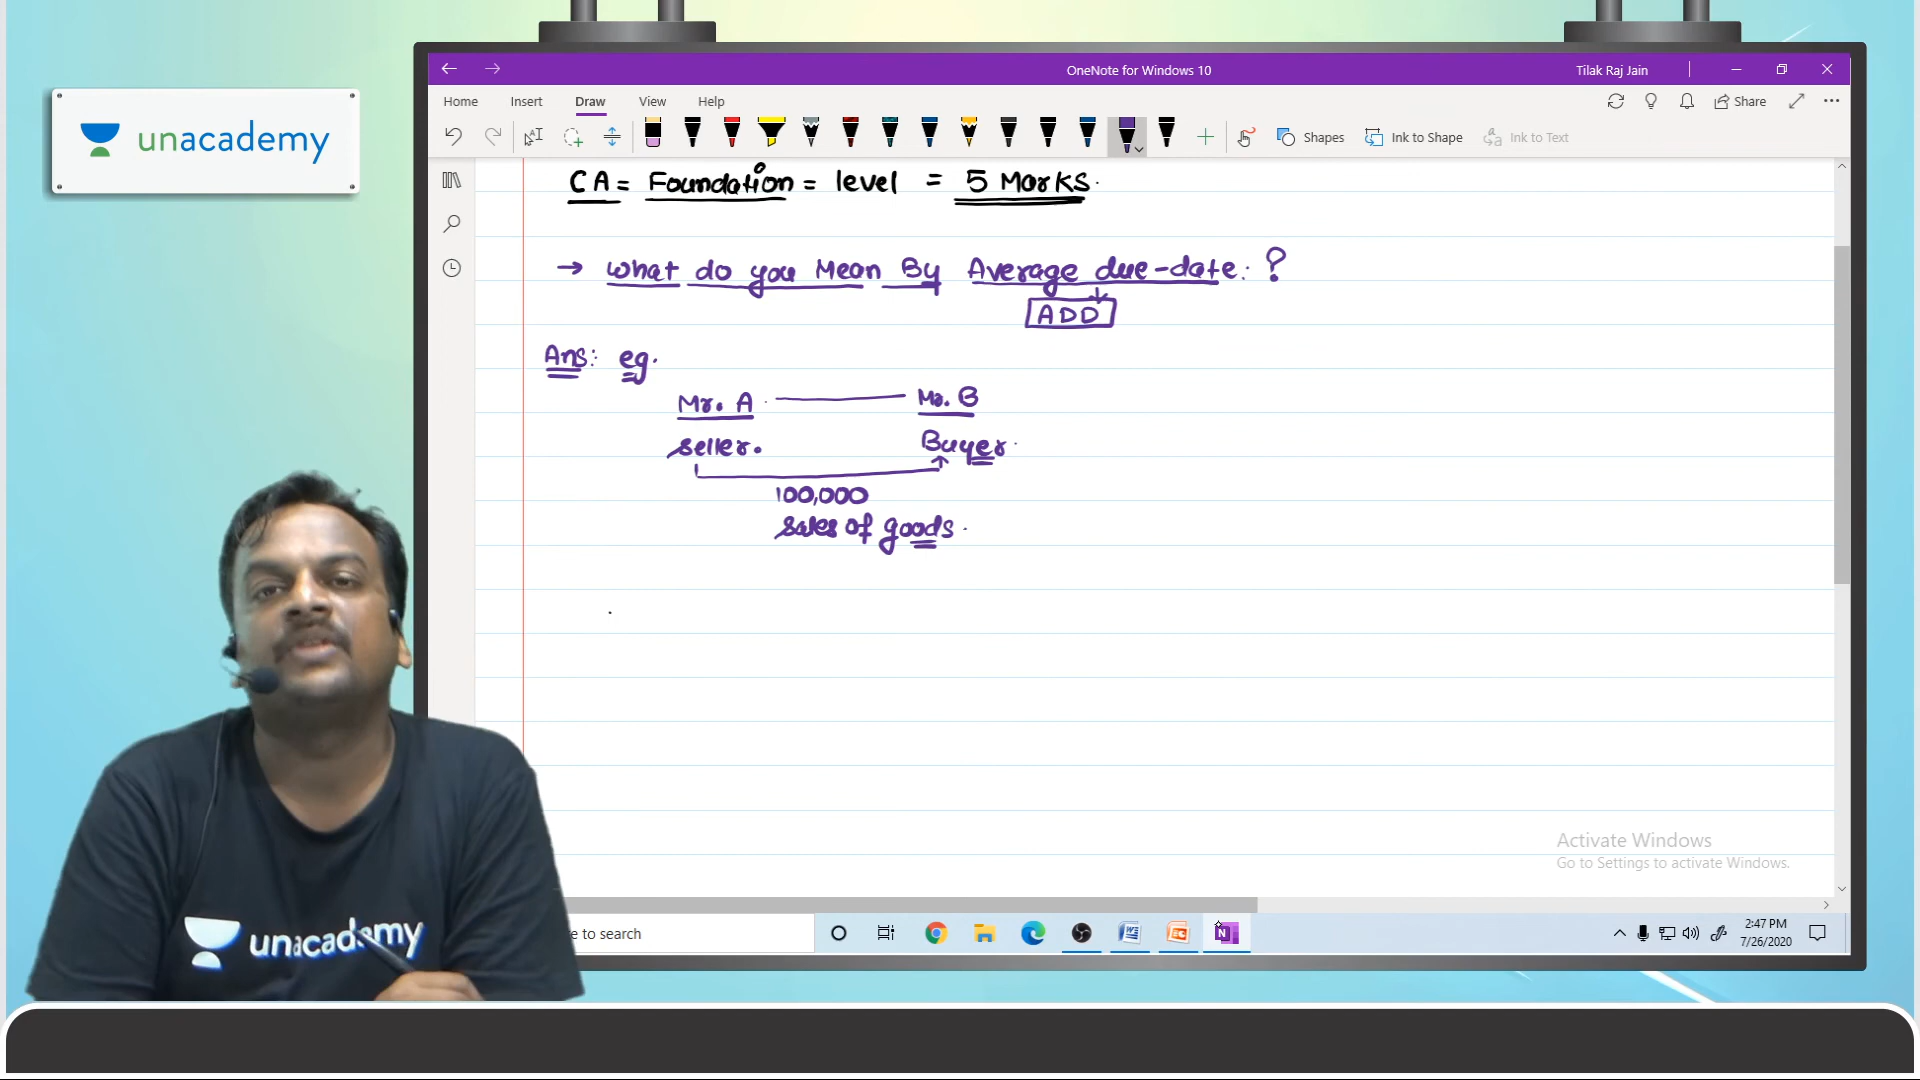 OneNote for Windows 10
Tilak Raj Jain
unacademy
Home Insert Draw View Help
Share
Shapes
Ink to Shape
Ink to Text
CA = Foundation = level = 5 Marks.
→ What do you Mean By Average due-date: ?
ADD
Ans: eg.
Mr. A Mr. B
Seller. Buyer
100,000
Sales of goods.
unacademy
Activate Windows
Go to Settings to activate Windows.
e to search
2:47 PM
7/26/2020